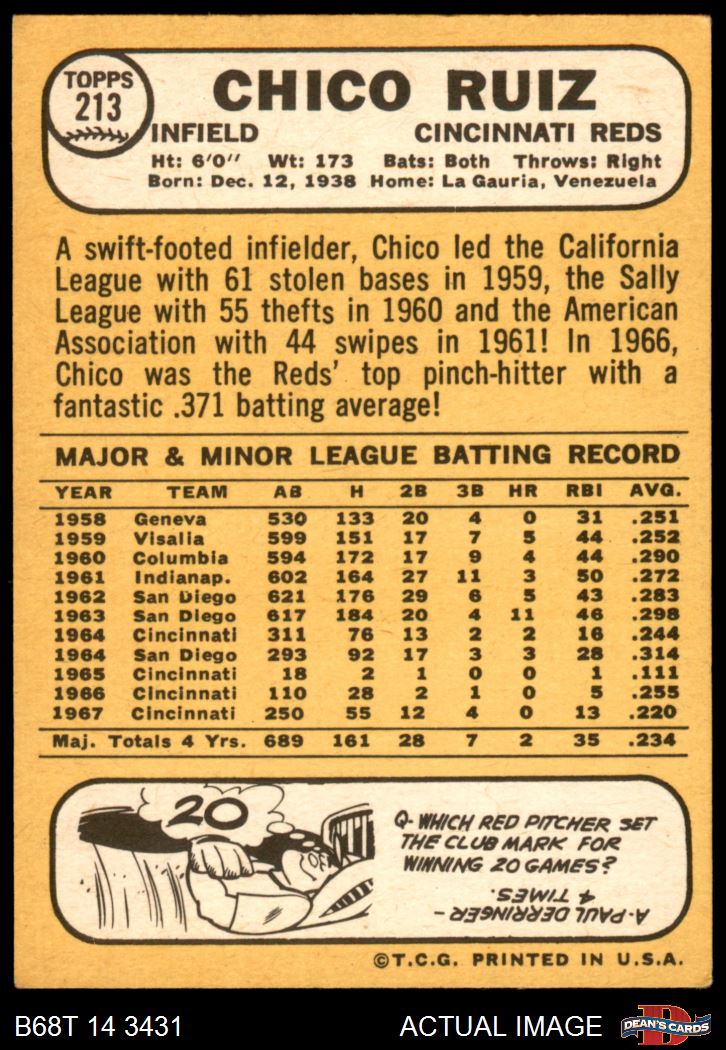 TOPPS
213
CHICO RUIZ
INFIELD CINCINNATI REDS
Ht: 6'0" Wt: 173 Bats: Both Throws: Right
Born: Dec. 12, 1938 Home: La Gauria, Venezuela
A swift-footed infielder, Chico led the California
League with 61 stolen bases in 1959, the Sally
League with 55 thefts in 1960 and the American
Association with 44 swipes in 1961! In 1966,
Chico was the Reds' top pinch-hitter with a
fantastic .371 batting average!
MAJOR & MINOR LEAGUE BATTING RECORD
YEAR TEAM AB H 2B 3B HR RBI AVG.
1958 Geneva 530 133 20 4 0 31 .251
1959 Visalia 599 151 17 7 5 44 .252
1960 Columbia 594 172 17 9 4 44 .290
1961 Indianap. 602 164 27 11 3 50 .272
1962 San Diego 621 176 29 6 5 43 .283
1963 San Diego 617 184 20 4 11 46 .298
1964 Cincinnati 311 76 13 2 2 16 .244
1964 San Diego 293 92 17 3 3 28 .314
1965 Cincinnati 18 2 1 0 0 1 .111
1966 Cincinnati 110 28 2 1 0 5 .255
1967 Cincinnati 250 55 12 4 0 13 .220
Maj. Totals 4 Yrs. 689 161 28 7 2 35 .234
20
Q- WHICH RED PITCHER SET
THE CLUB MARK FOR
WINNING 20 GAMES?
A- PAUL DERRINGER -
4 TIMES.
©T.C.G. PRINTED IN U.S.A.
B68T 14 3431 ACTUAL IMAGE
D
DEAN'S CARDS